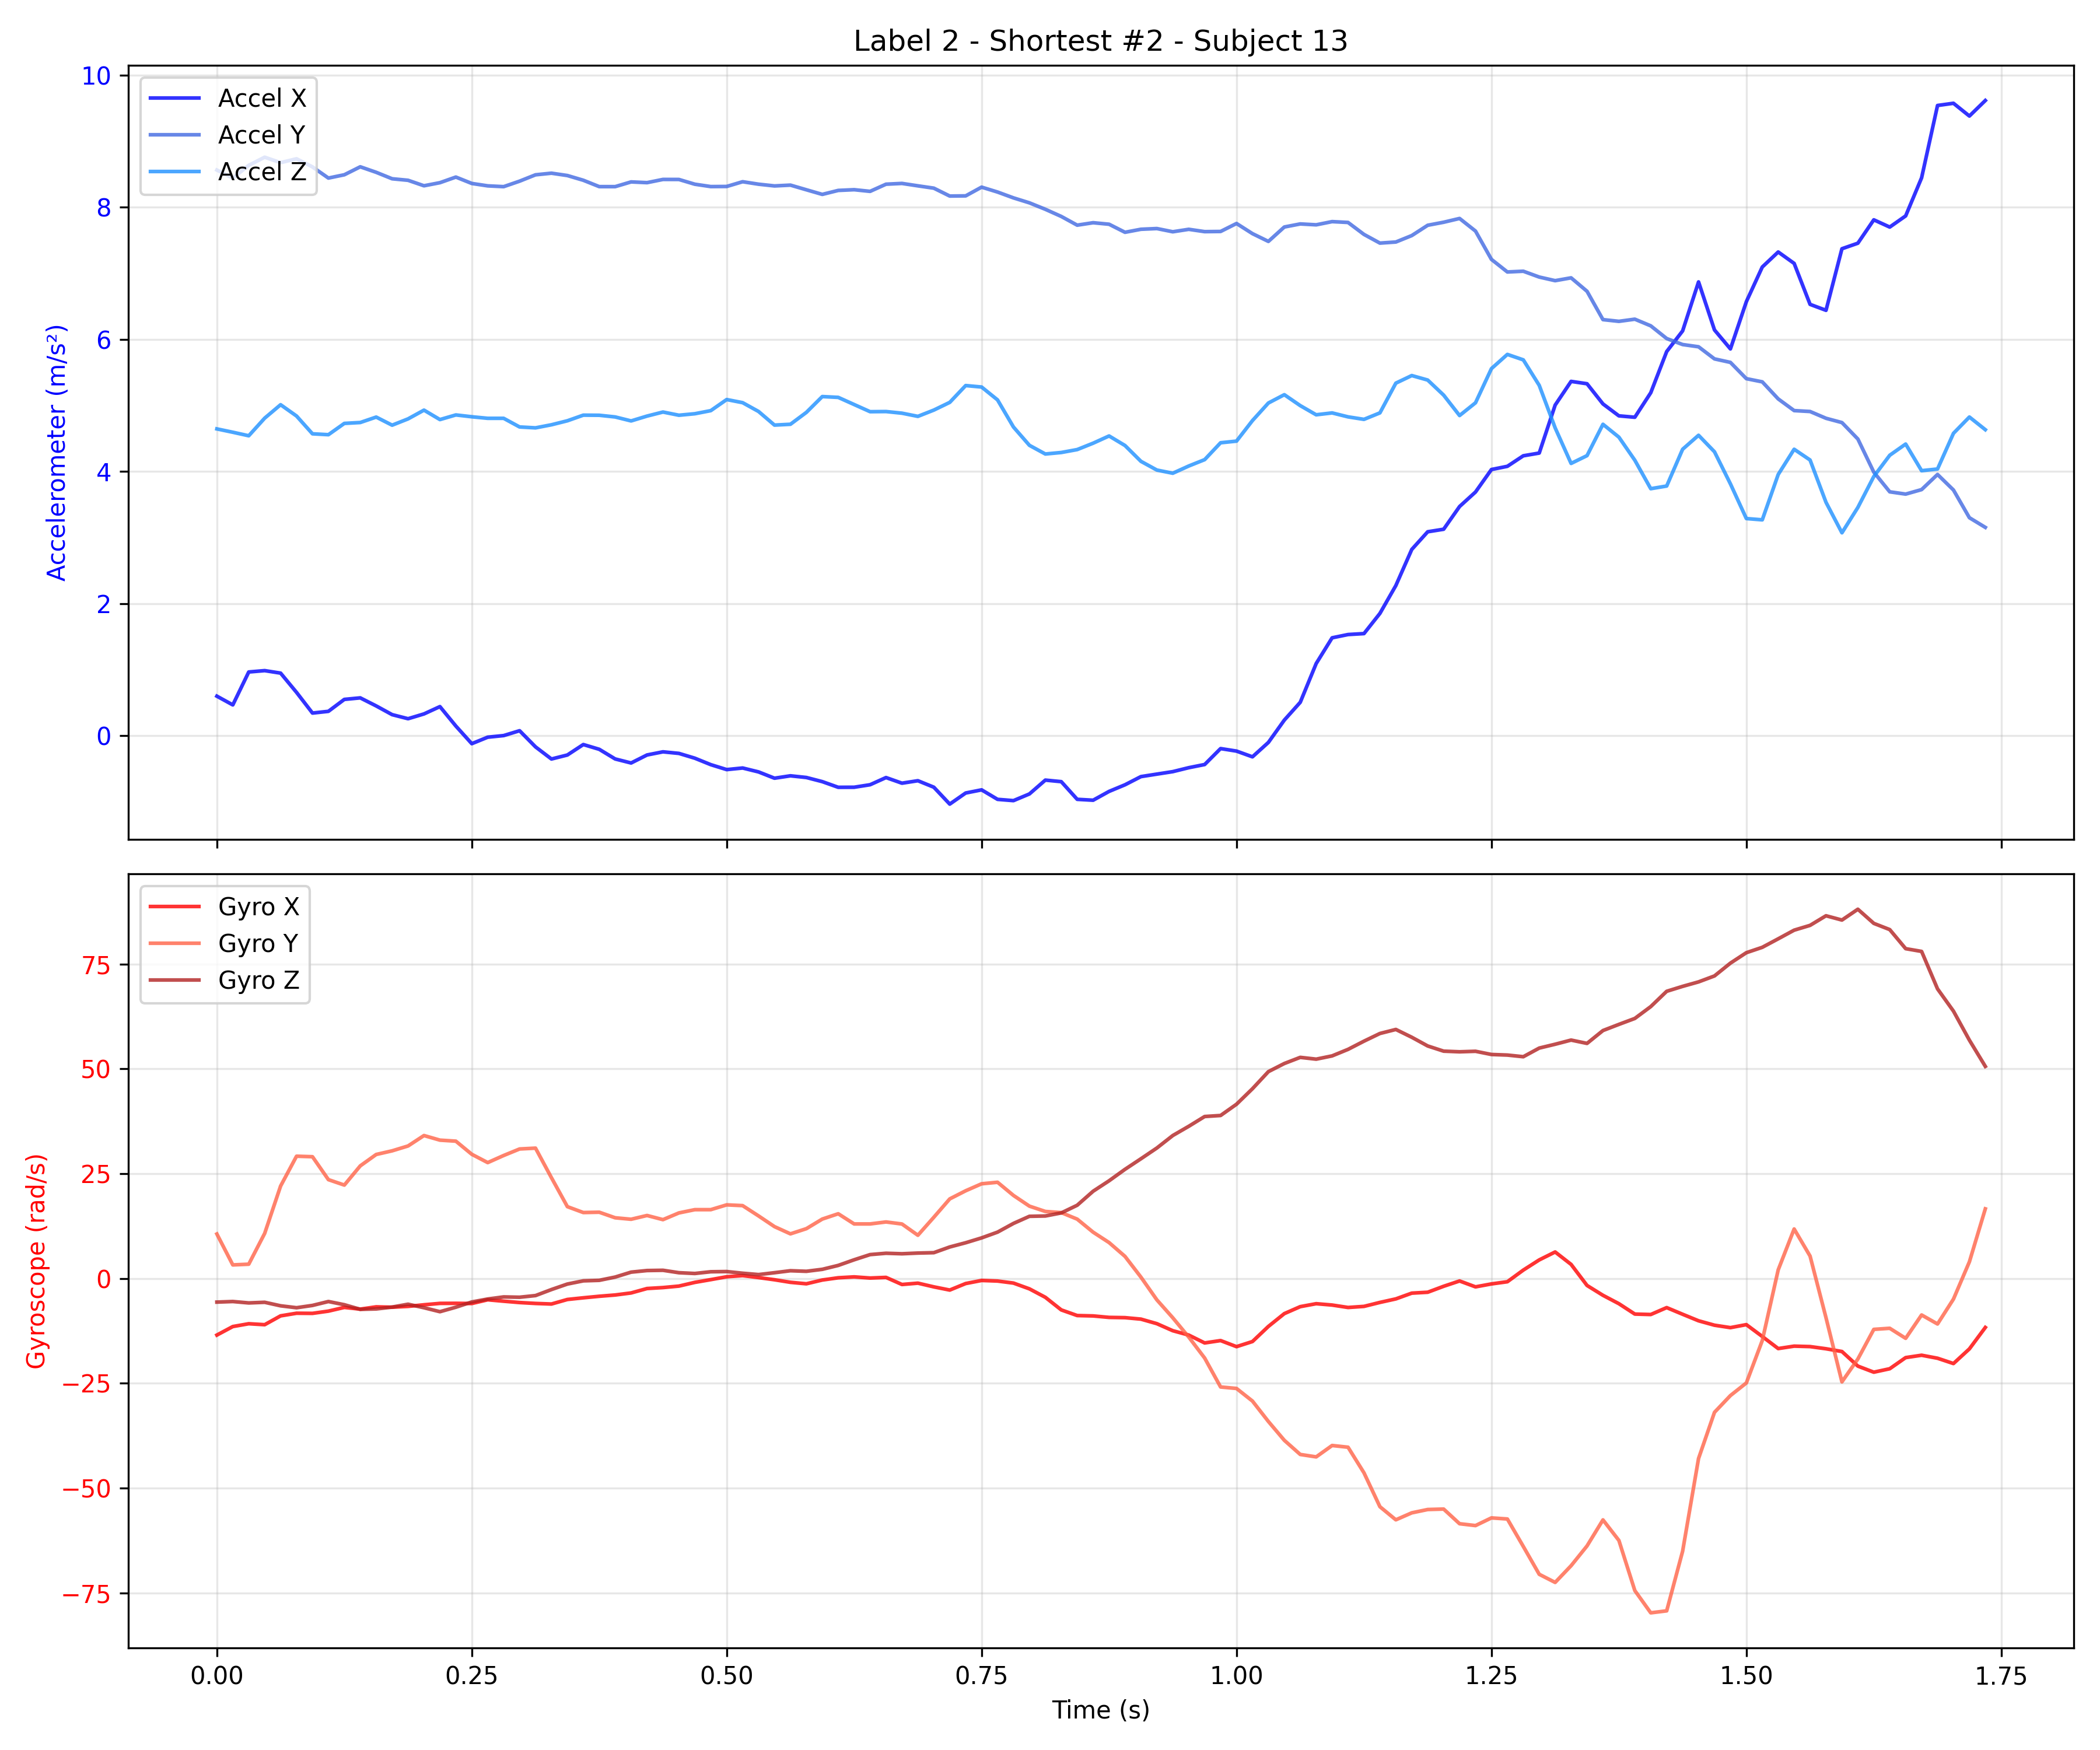 Label 2 - Shortest #2 - Subject 13
Accelerometer (m/s²)
10
8
6
4
2
0
Accel X
Accel Y
Accel Z
Gyroscope (rad/s)
75
50
25
0
−25
−50
−75
Gyro X
Gyro Y
Gyro Z
0.00 0.25 0.50 0.75 1.00 1.25 1.50 1.75
Time (s)